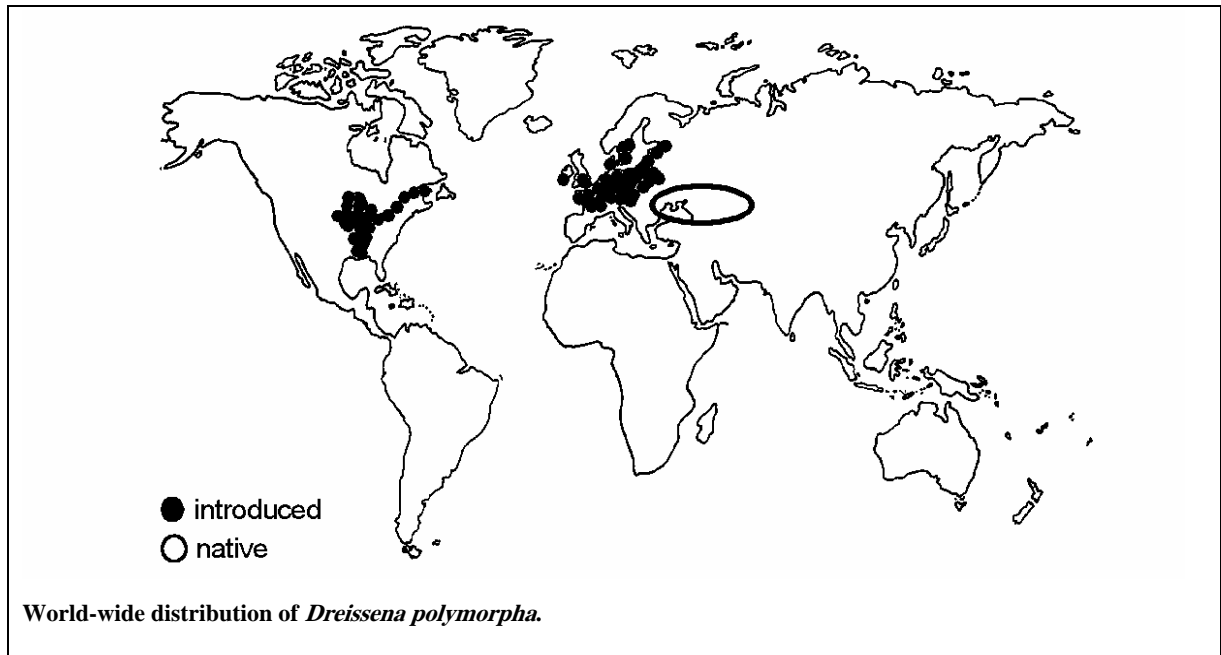 introduced
native
World-wide distribution of Dreissena polymorpha.